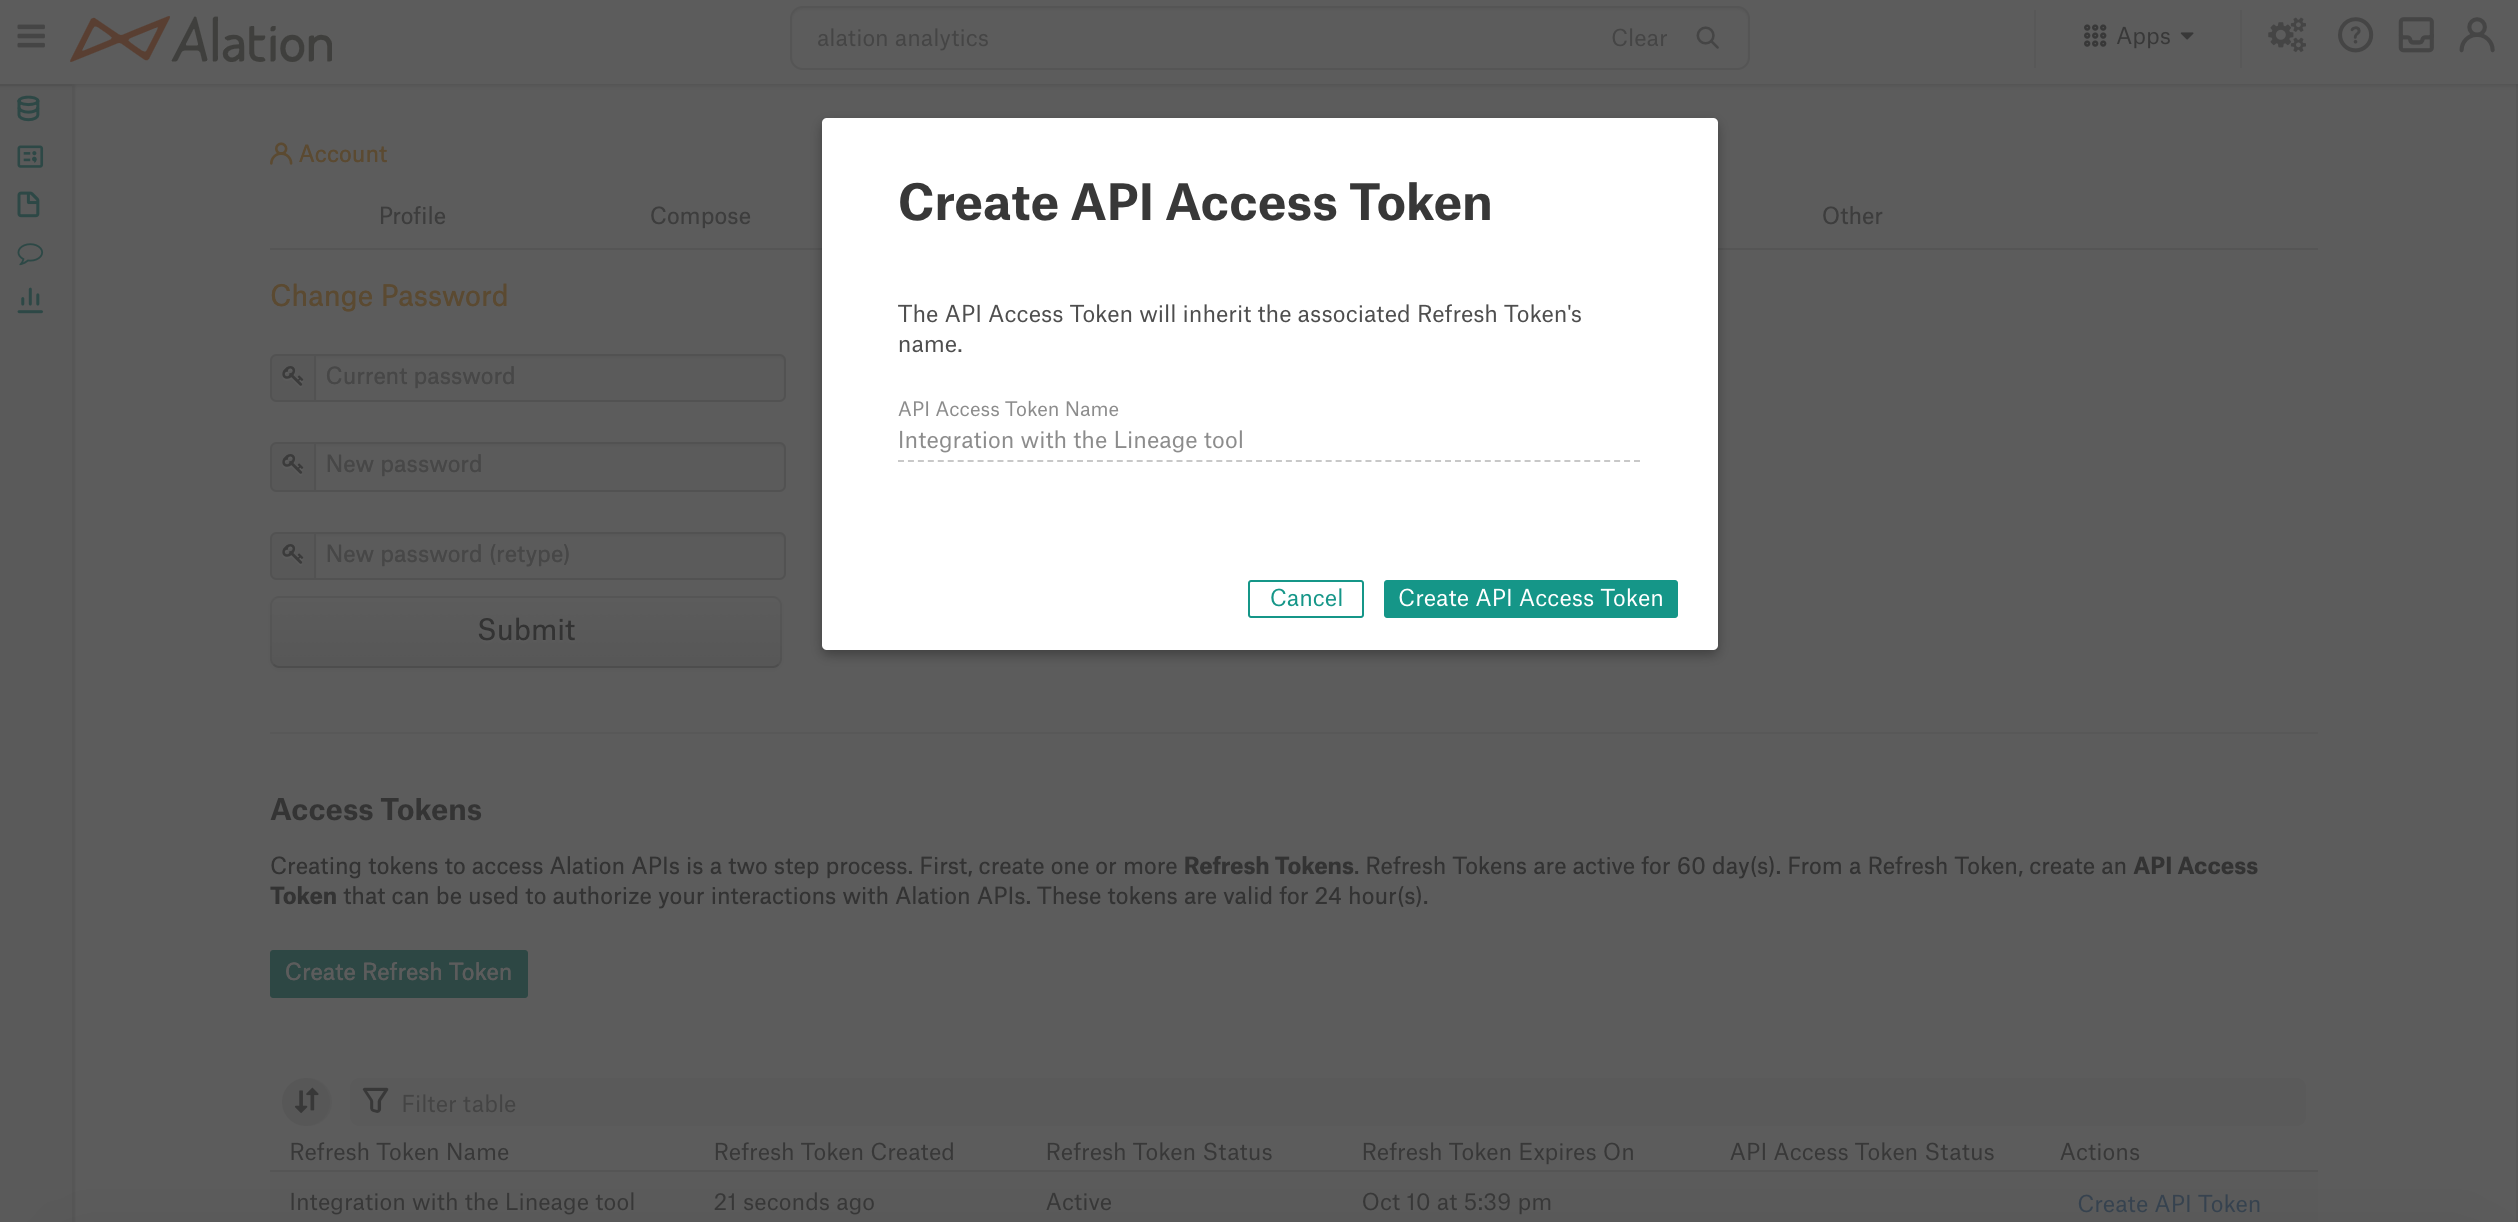 Alation
alation analytics
Clear
Apps
?
Account
Profile
Compose
Other
Change Password
Current password
New password
New password (retype)
Submit
Create API Access Token
The API Access Token will inherit the associated Refresh Token's
name.
API Access Token Name
Integration with the Lineage tool
Cancel
Create API Access Token
Access Tokens
Creating tokens to access Alation APIs is a two step process. First, create one or more Refresh Tokens. Refresh Tokens are active for 60 day(s). From a Refresh Token, create an API Access
Token that can be used to authorize your interactions with Alation APIs. These tokens are valid for 24 hour(s).
Create Refresh Token
Filter table
Refresh Token Name Refresh Token Created Refresh Token Status Refresh Token Expires On API Access Token Status Actions
Integration with the Lineage tool 21 seconds ago Active Oct 10 at 5:39 pm Create API Token